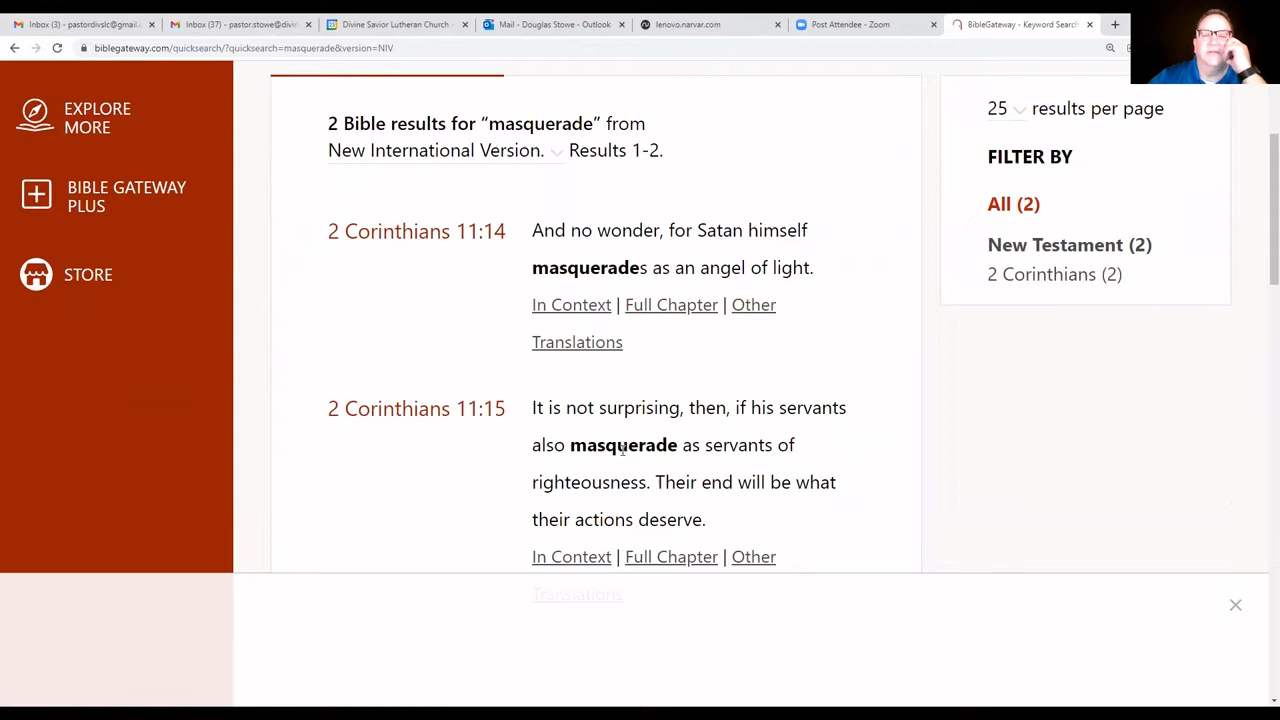 Inbox (3) - pastordivslc@gmail.
Inbox (37) - pastor.stowe@divin
Divine Savior Lutheran Church -
Mail - Douglas Stowe - Outlook
lenovo.narvar.com
Post Attendee - Zoom
BibleGateway - Keyword Search
biblegateway.com/quicksearch/?quicksearch=masquerade&version=NIV
EXPLORE
MORE
BIBLE GATEWAY
PLUS
STORE
2 Bible results for “masquerade” from
New International Version. Results 1-2.
2 Corinthians 11:14
And no wonder, for Satan himself
masquerades as an angel of light.
In Context | Full Chapter | Other
Translations
2 Corinthians 11:15
It is not surprising, then, if his servants
also masquerade as servants of
righteousness. Their end will be what
their actions deserve.
In Context | Full Chapter | Other
Translations
25 results per page
FILTER BY
All (2)
New Testament (2)
2 Corinthians (2)